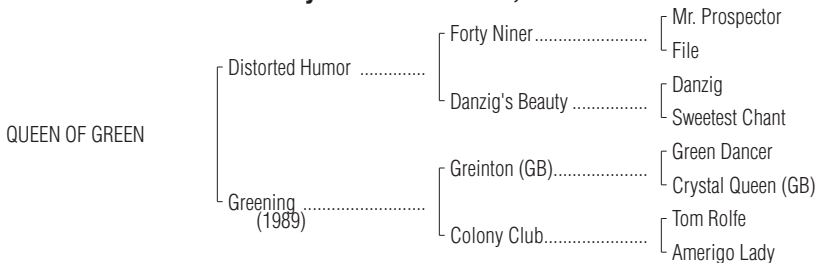 Forty Niner
Mr. Prospector
File
Distorted Humor
Danzig's Beauty
Danzig
Sweetest Chant
QUEEN OF GREEN
Greinton (GB)
Green Dancer
Crystal Queen (GB)
Greening
(1989)
Colony Club
Tom Rolfe
Amerigo Lady